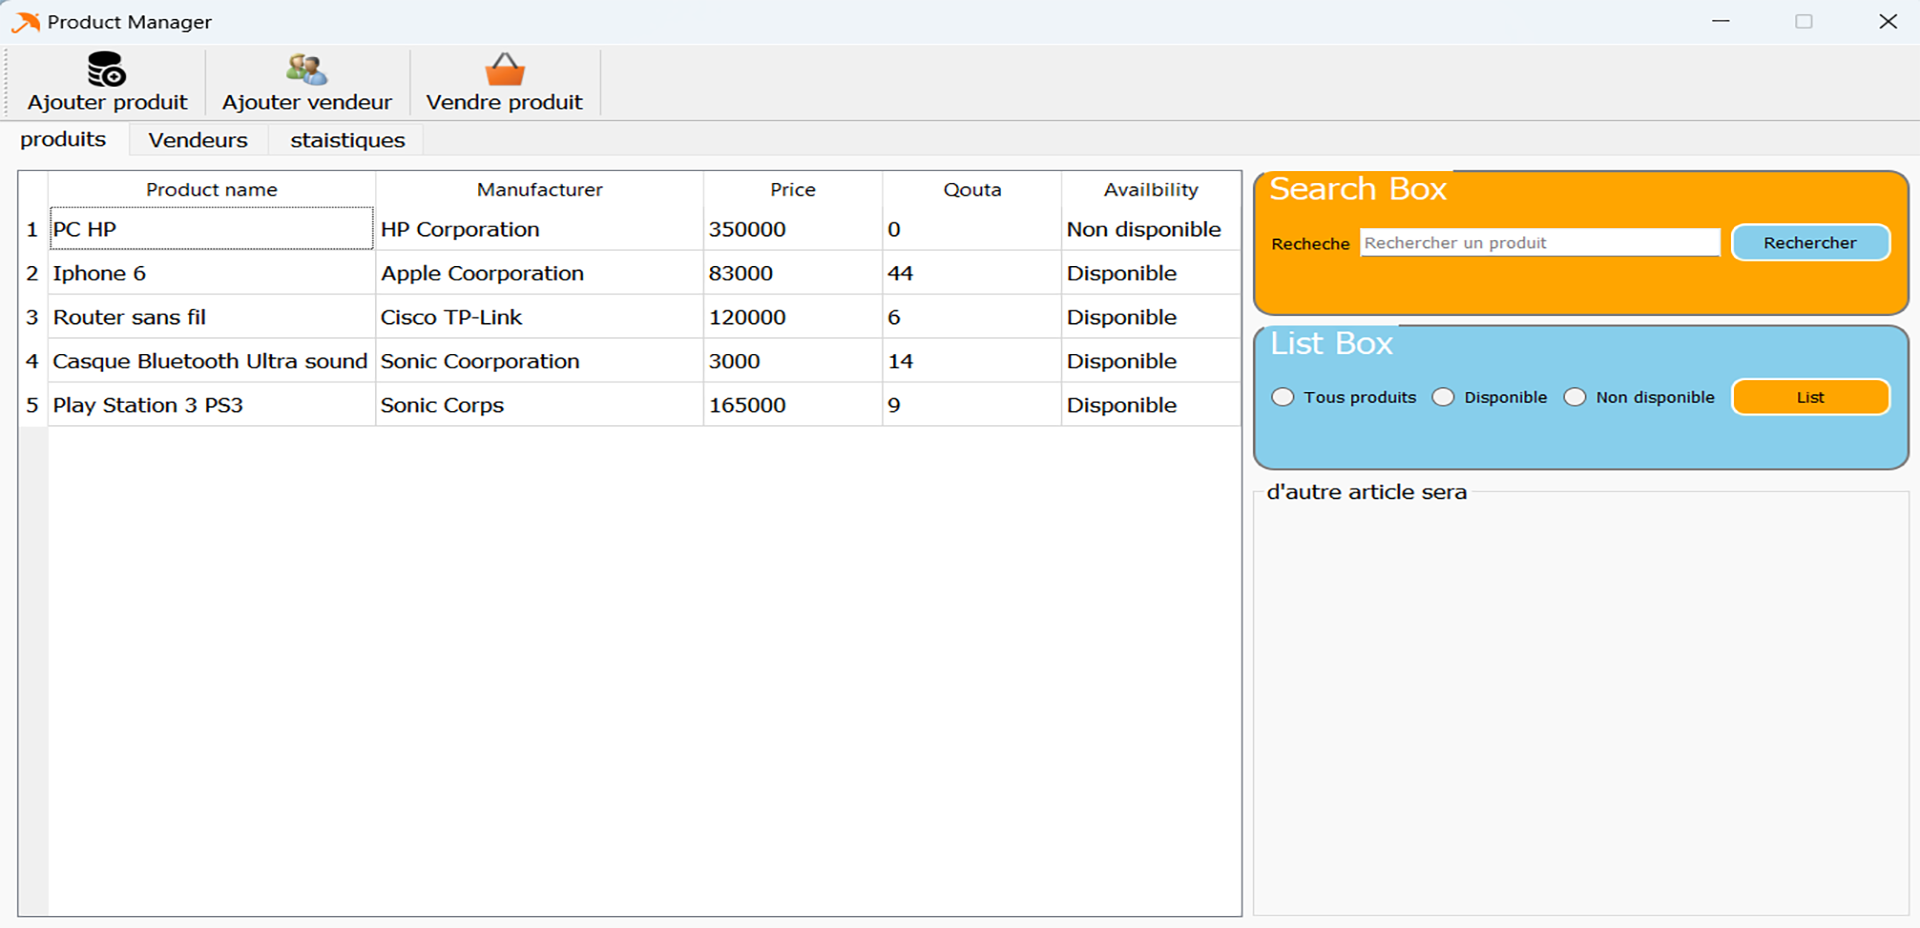 Product Manager
Ajouter produit Ajouter vendeur Vendre produit
produits Vendeurs staistiques
Product name Manufacturer Price Qouta Availbility
1 PC HP HP Corporation 350000 0 Non disponible
2 Iphone 6 Apple Coorporation 83000 44 Disponible
3 Router sans fil Cisco TP-Link 120000 6 Disponible
4 Casque Bluetooth Ultra sound Sonic Coorporation 3000 14 Disponible
5 Play Station 3 PS3 Sonic Corps 165000 9 Disponible
Search Box
Recheche Rechercher un produit Rechercher
List Box
Tous produits Disponible Non disponible List
d'autre article sera